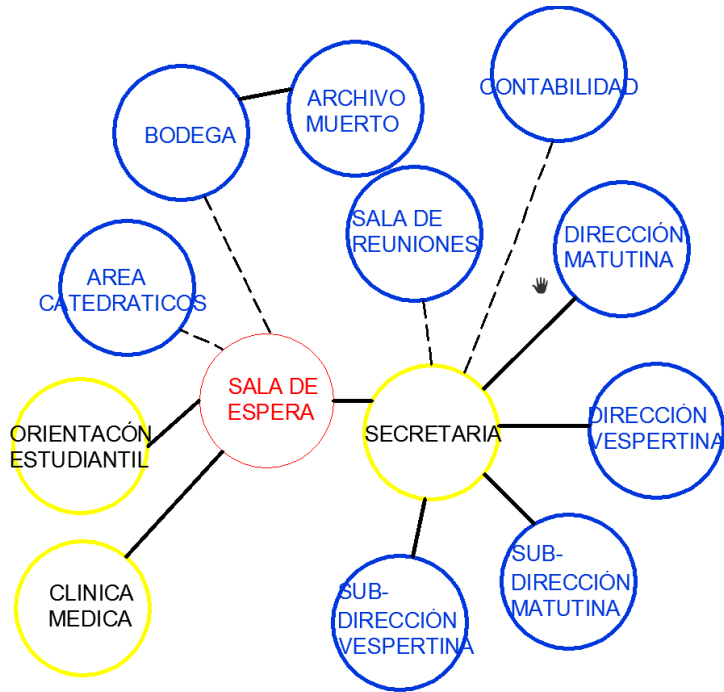 CONTABILIDAD
ARCHIVO
MUERTO
BODEGA
SALA DE
REUNIONES
DIRECCIÓN
MATUTINA
AREA
CATEDRATICOS
SALA DE
ESPERA
ORIENTACÓN
ESTUDIANTIL
SECRETARIA
DIRECCIÓN
VESPERTINA
CLINICA
MEDICA
SUB-
DIRECCIÓN
VESPERTINA
SUB-
DIRECCIÓN
MATUTINA